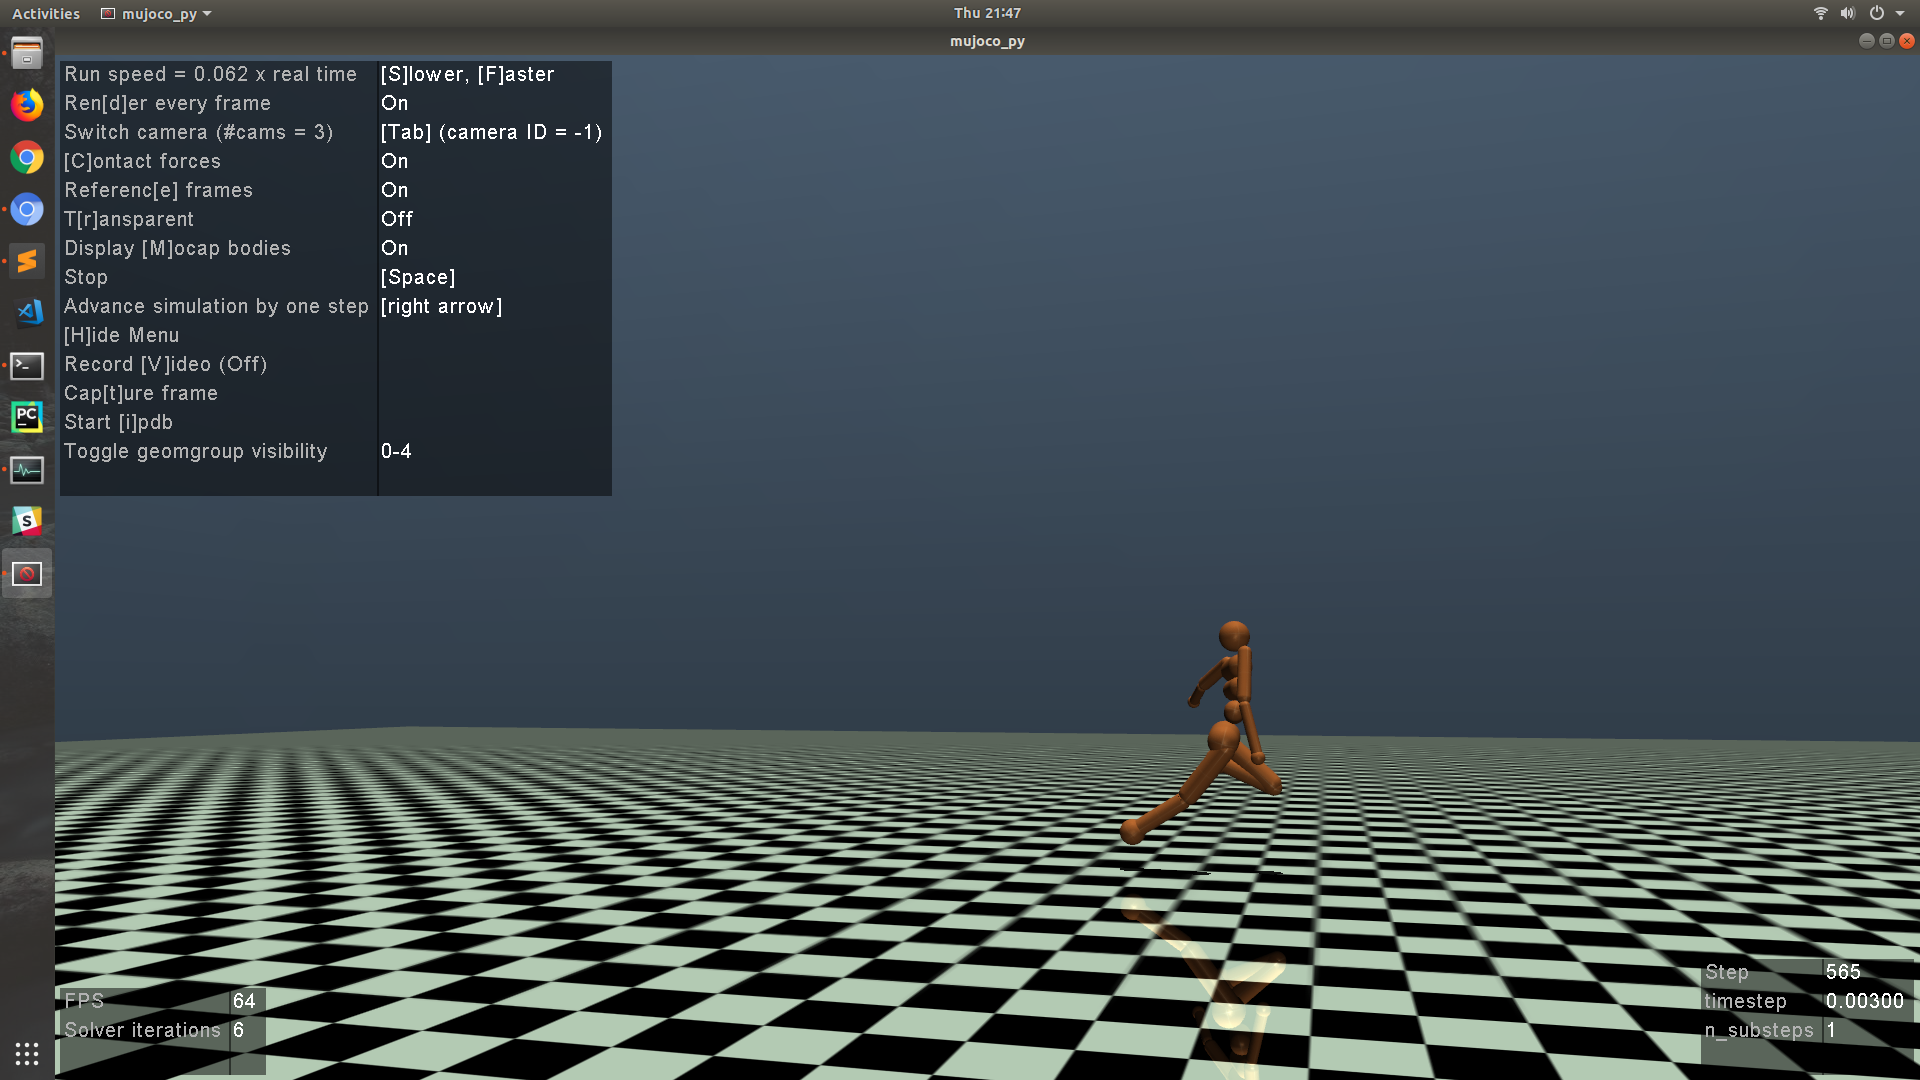 Activities mujoco_py Thu 21:47
mujoco_py
Run speed = 0.062 x real time [S]lower, [F]aster
Ren[d]er every frame On
Switch camera (#cams = 3) [Tab] (camera ID = -1)
[C]ontact forces On
Referenc[e] frames On
T[r]ansparent Off
Display [M]ocap bodies On
Stop [Space]
Advance simulation by one step [right arrow]
[H]ide Menu
Record [V]ideo (Off)
Cap[t]ure frame
Start [i]pdb
Toggle geomgroup visibility 0-4
PC
S
FPS 64
Solver iterations 6
Step 565
timestep 0.00300
n_substeps 1